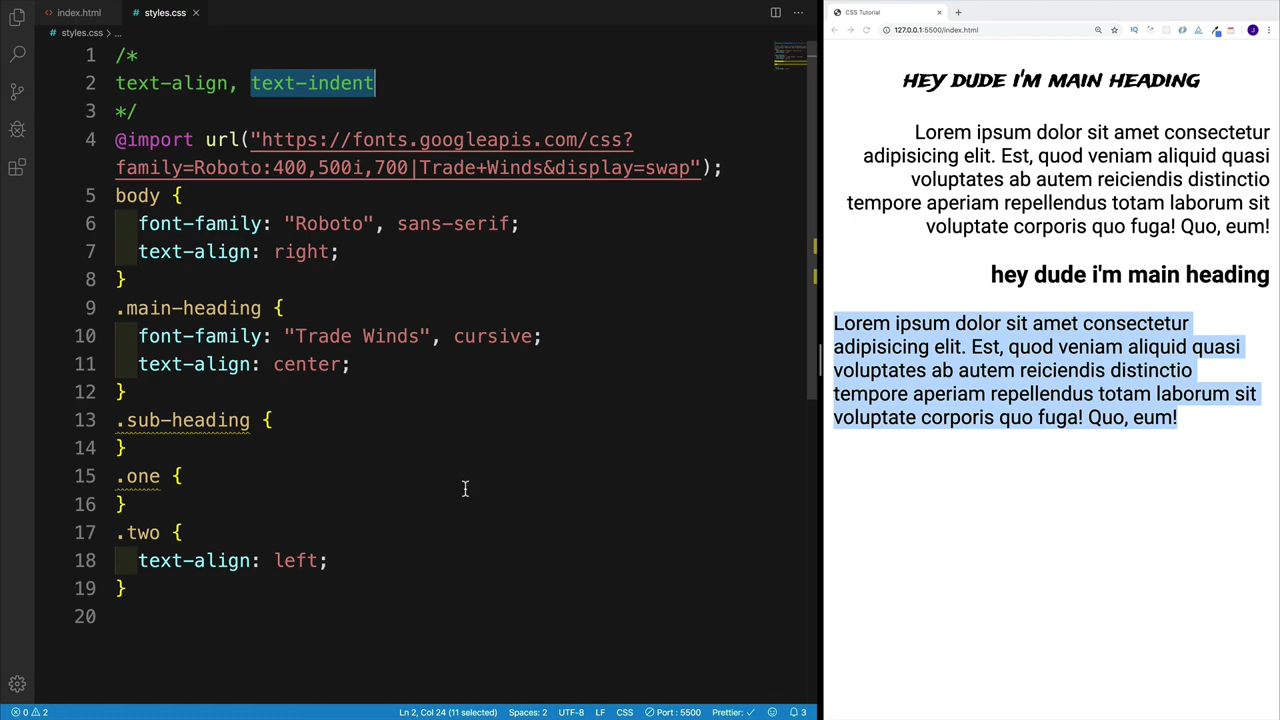 index.html
styles.css ×
styles.css > ...
1 /*
2 text-align, text-indent
3 */
4 @import url("https://fonts.googleapis.com/css?
family=Roboto:400,500i,700|Trade+Winds&display=swap");
5 body {
6 font-family: "Roboto", sans-serif;
7 text-align: right;
8 }
9 .main-heading {
10 font-family: "Trade Winds", cursive;
11 text-align: center;
12 }
13 .sub-heading {
14 }
15 .one {
16 }
17 .two {
18 text-align: left;
19 }
20
0 2
Ln 2, Col 24 (11 selected) Spaces: 2 UTF-8 LF CSS Port : 5500 Prettier: ✓ 3
CSS Tutorial × +
127.0.0.1:5500/index.html IQ J
HEY DUDE I'M MAIN HEADING
Lorem ipsum dolor sit amet consectetur
adipisicing elit. Est, quod veniam aliquid quasi
voluptates ab autem reiciendis distinctio
tempore aperiam repellendus totam laborum sit
voluptate corporis quo fuga! Quo, eum!
hey dude i'm main heading
Lorem ipsum dolor sit amet consectetur
adipisicing elit. Est, quod veniam aliquid quasi
voluptates ab autem reiciendis distinctio
tempore aperiam repellendus totam laborum sit
voluptate corporis quo fuga! Quo, eum!